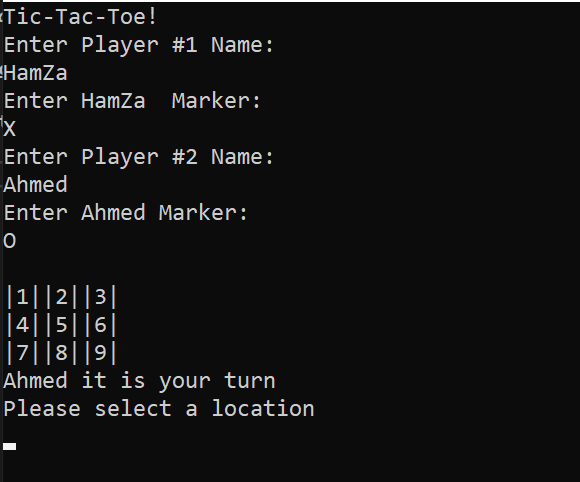 Tic-Tac-Toe!
Enter Player #1 Name:
HamZa
Enter HamZa  Marker:
X
Enter Player #2 Name:
Ahmed
Enter Ahmed Marker:
O
|1||2||3|
|4||5||6|
|7||8||9|
Ahmed it is your turn
Please select a location